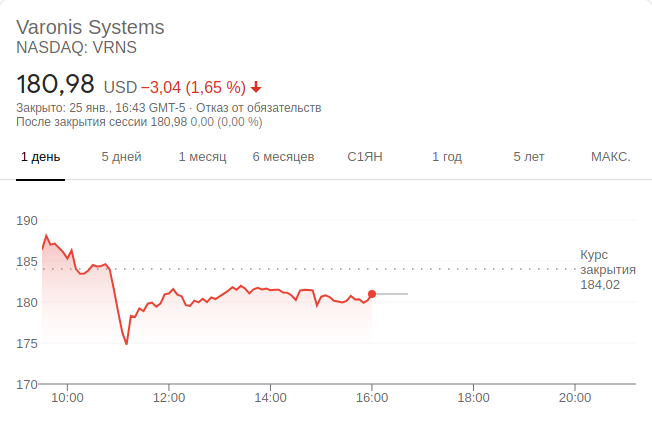 Varonis Systems
NASDAQ: VRNS
180,98 USD −3,04 (1,65 %)
Закрыто: 25 янв., 16:43 GMT-5 · Отказ от обязательств
После закрытия сессии 180,98 0,00 (0,00 %)
1 день 5 дней 1 месяц 6 месяцев С1ЯН 1 год 5 лет МАКС.
190
185
180
175
170
Курс
закрытия
184,02
10:00 12:00 14:00 16:00 18:00 20:00